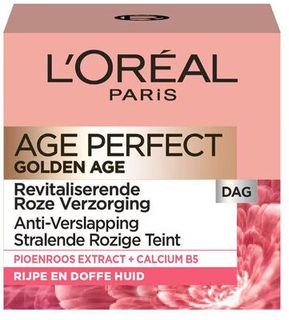 L'ORÉAL
PARiS
AGE PERFECT
GOLDEN AGE
Revitaliserende
Roze Verzorging
DAG
Anti-Verslapping
Stralende Rozige Teint
PIOENROOS EXTRACT + CALCIUM B5
RIJPE EN DOFFE HUID